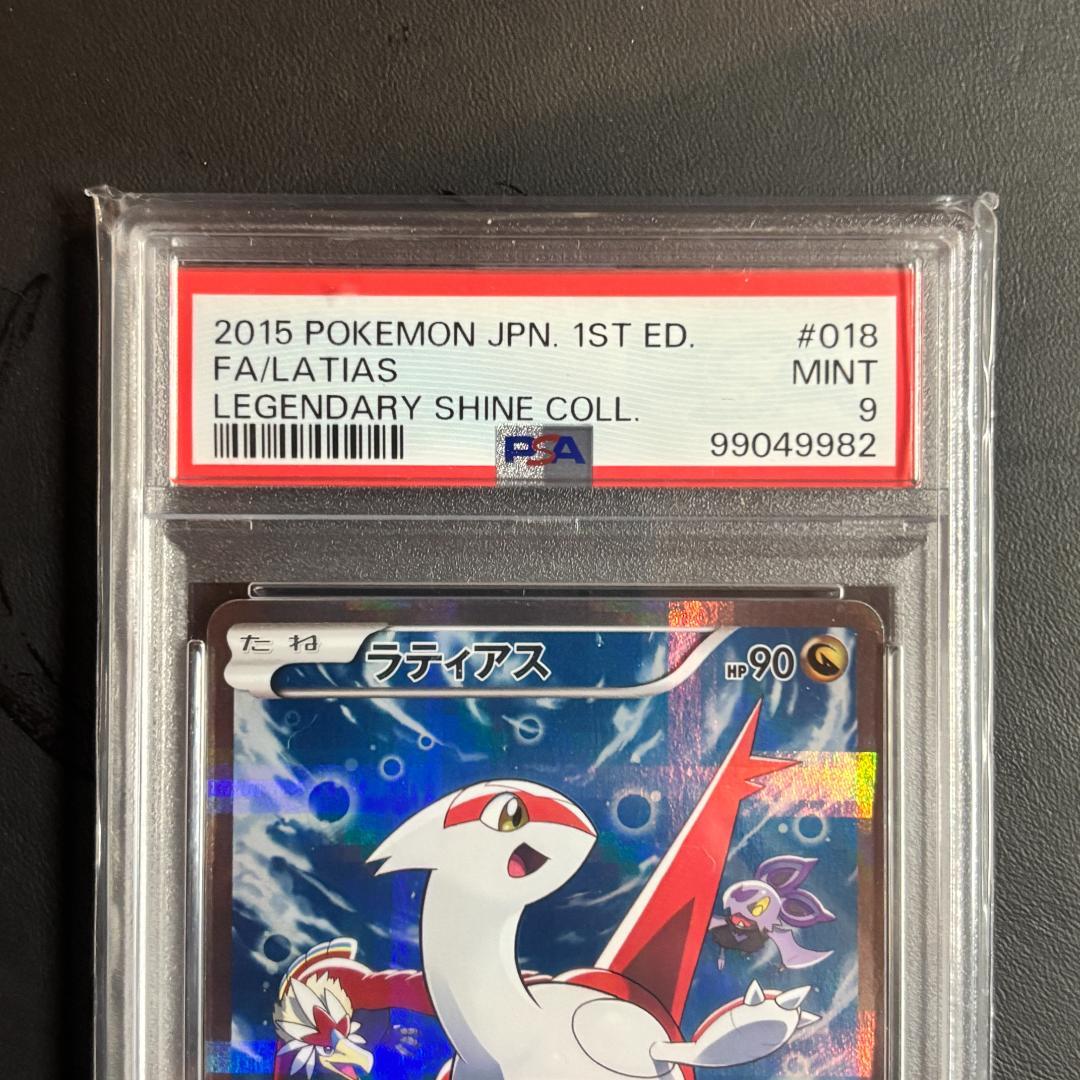 2015 POKEMON JPN. 1ST ED. #018
FA/LATIAS MINT
LEGENDARY SHINE COLL. 9
PSA 99049982
たね ラティアス HP90